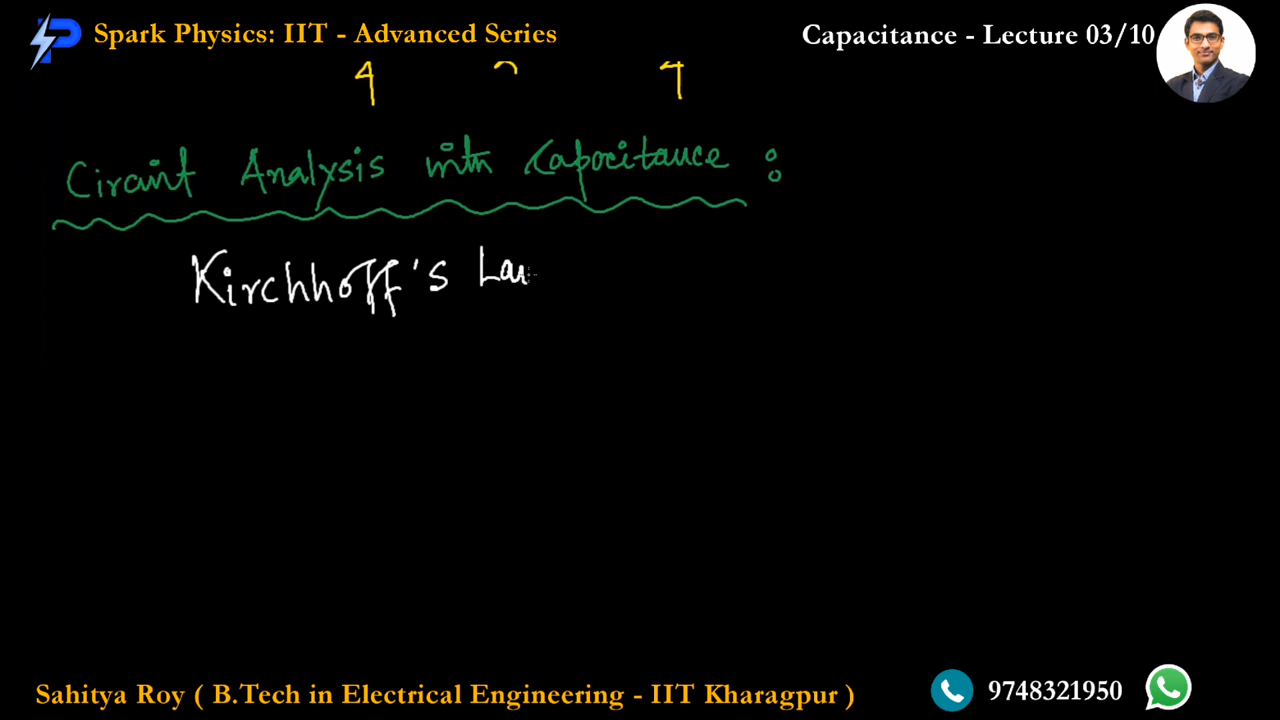 Spark Physics: IIT - Advanced Series
Capacitance - Lecture 03/10
4 4
Circuit Analysis with Capacitance :
Kirchhoff's Law
Sahitya Roy ( B.Tech in Electrical Engineering - IIT Kharagpur )
9748321950